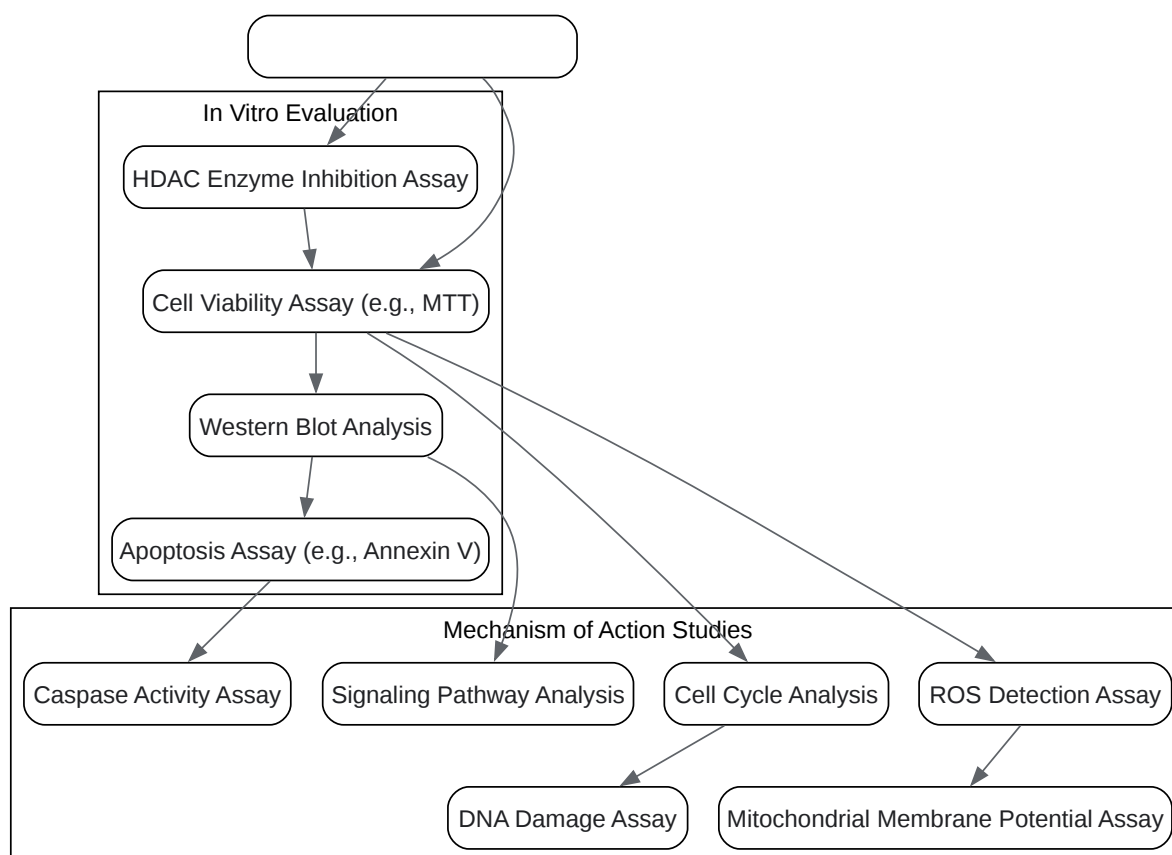 In Vitro Evaluation
HDAC Enzyme Inhibition Assay
Cell Viability Assay (e.g., MTT)
Western Blot Analysis
Apoptosis Assay (e.g., Annexin V)
Mechanism of Action Studies
Caspase Activity Assay
Signaling Pathway Analysis
Cell Cycle Analysis
ROS Detection Assay
DNA Damage Assay
Mitochondrial Membrane Potential Assay